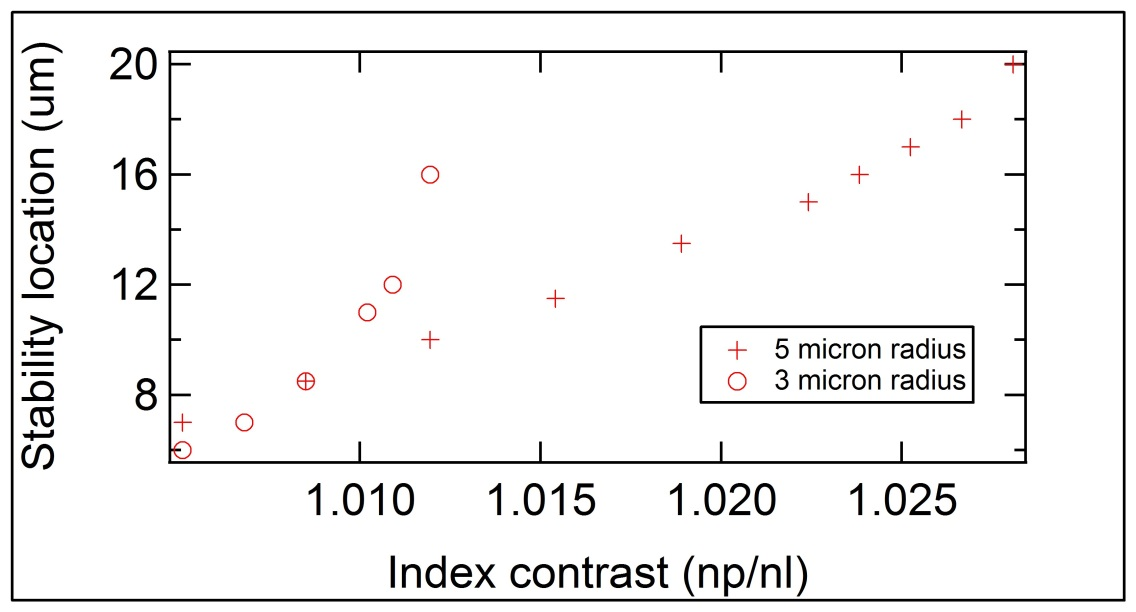 Stability location (um)
20
16
12
8
5 micron radius
3 micron radius
1.010 1.015 1.020 1.025
Index contrast (np/nl)